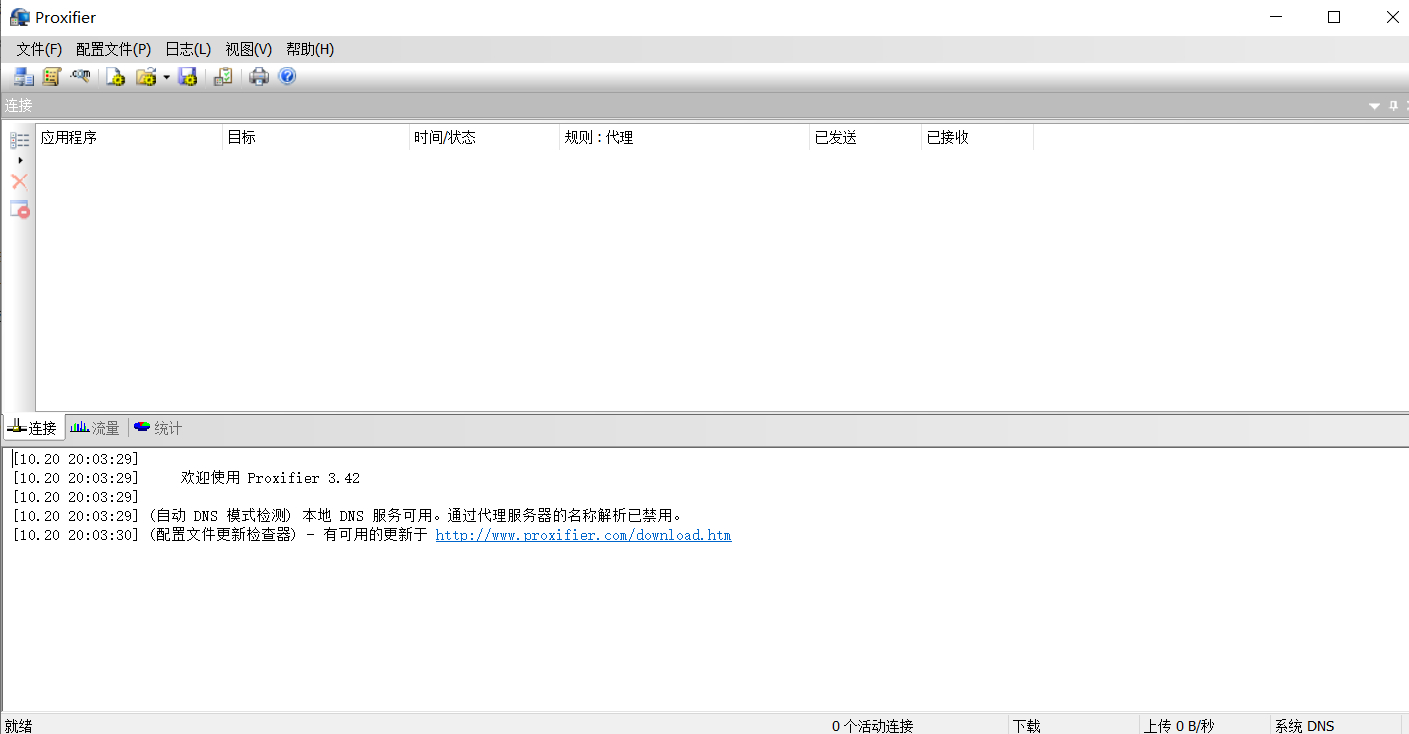 Proxifier
文件(F) 配置文件(P) 日志(L) 视图(V) 帮助(H)
.com
连接
应用程序 目标 时间/状态 规则 : 代理 已发送 已接收
连接 流量 统计
[10.20 20:03:29]
[10.20 20:03:29] 欢迎使用 Proxifier 3.42
[10.20 20:03:29]
[10.20 20:03:29] (自动 DNS 模式检测) 本地 DNS 服务可用。通过代理服务器的名称解析已禁用。
[10.20 20:03:30] (配置文件更新检查器) - 有可用的更新于 http://www.proxifier.com/download.htm
就绪 0 个活动连接 下载 上传 0 B/秒 系统 DNS